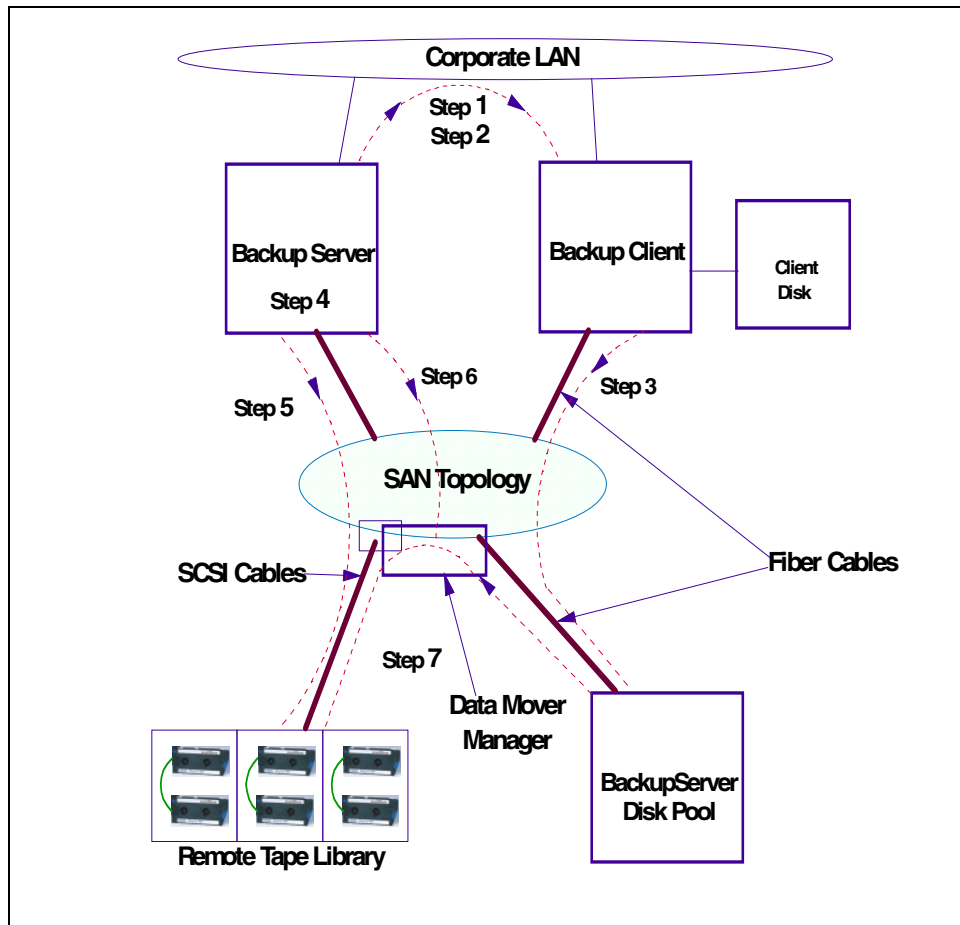 Corporate LAN
Step 1
Step 2
Backup Server
Step 4
Backup Client
Client
Disk
Step 5
Step 6
Step 3
SAN Topology
SCSI Cables
Fiber Cables
Step 7
Data Mover
Manager
BackupServer
Disk Pool
Remote Tape Library